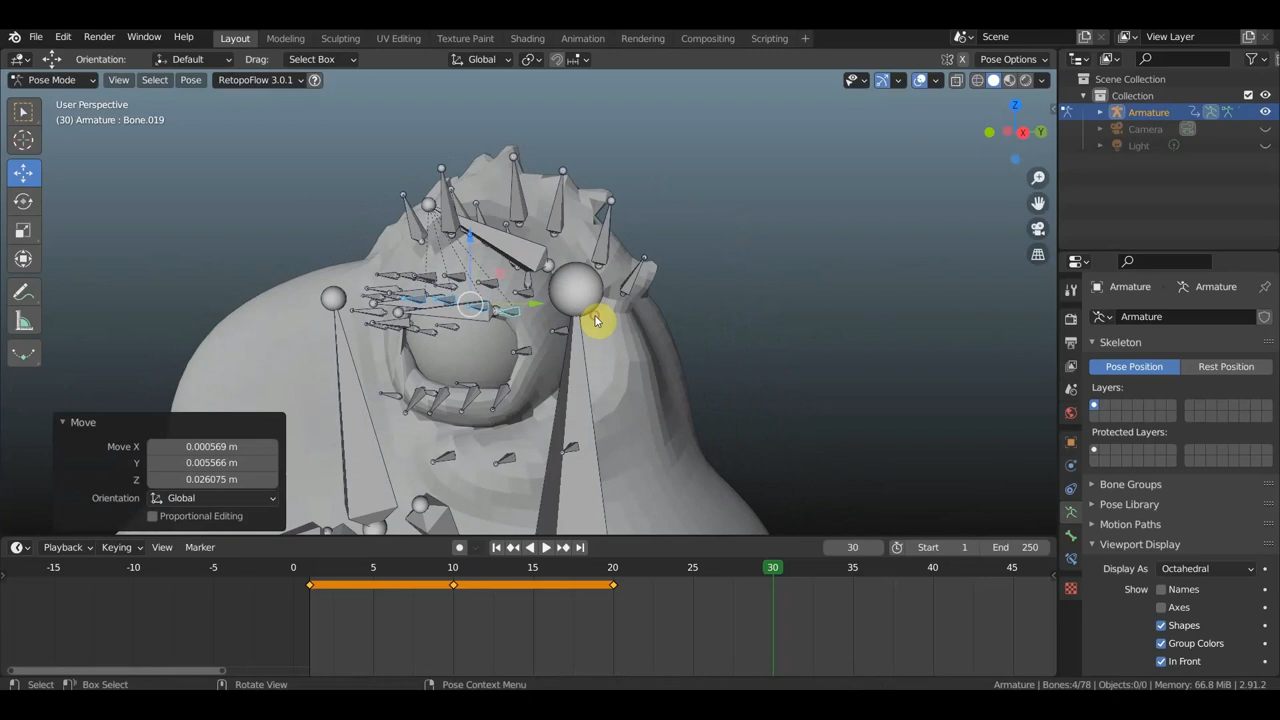 File Edit Render Window Help Layout Modeling Sculpting UV Editing Texture Paint Shading Animation Rendering Compositing Scripting + Scene View Layer
Orientation: Default Drag: Select Box Global X Pose Options
Pose Mode View Select Pose RetopoFlow 3.0.1 Scene Collection
Collection
Armature
Camera
Light
User Perspective
(30) Armature : Bone.019
Z
X
Y
Armature Armature
Armature
Skeleton
Pose Position Rest Position
Layers:
Protected Layers:
Bone Groups
Pose Library
Motion Paths
Viewport Display
Display As Octahedral
Show Names
Axes
Shapes
Group Colors
In Front
Move
Move X 0.000569 m
Y 0.005566 m
Z 0.026075 m
Orientation Global
Proportional Editing
Playback Keying View Marker 30 Start 1 End 250
-15 -10 -5 0 5 10 15 20 25 30 35 40 45
Select Box Select Rotate View Pose Context Menu Armature | Bones:4/78 | Objects:0/0 | Memory: 66.8 MiB | 2.91.2